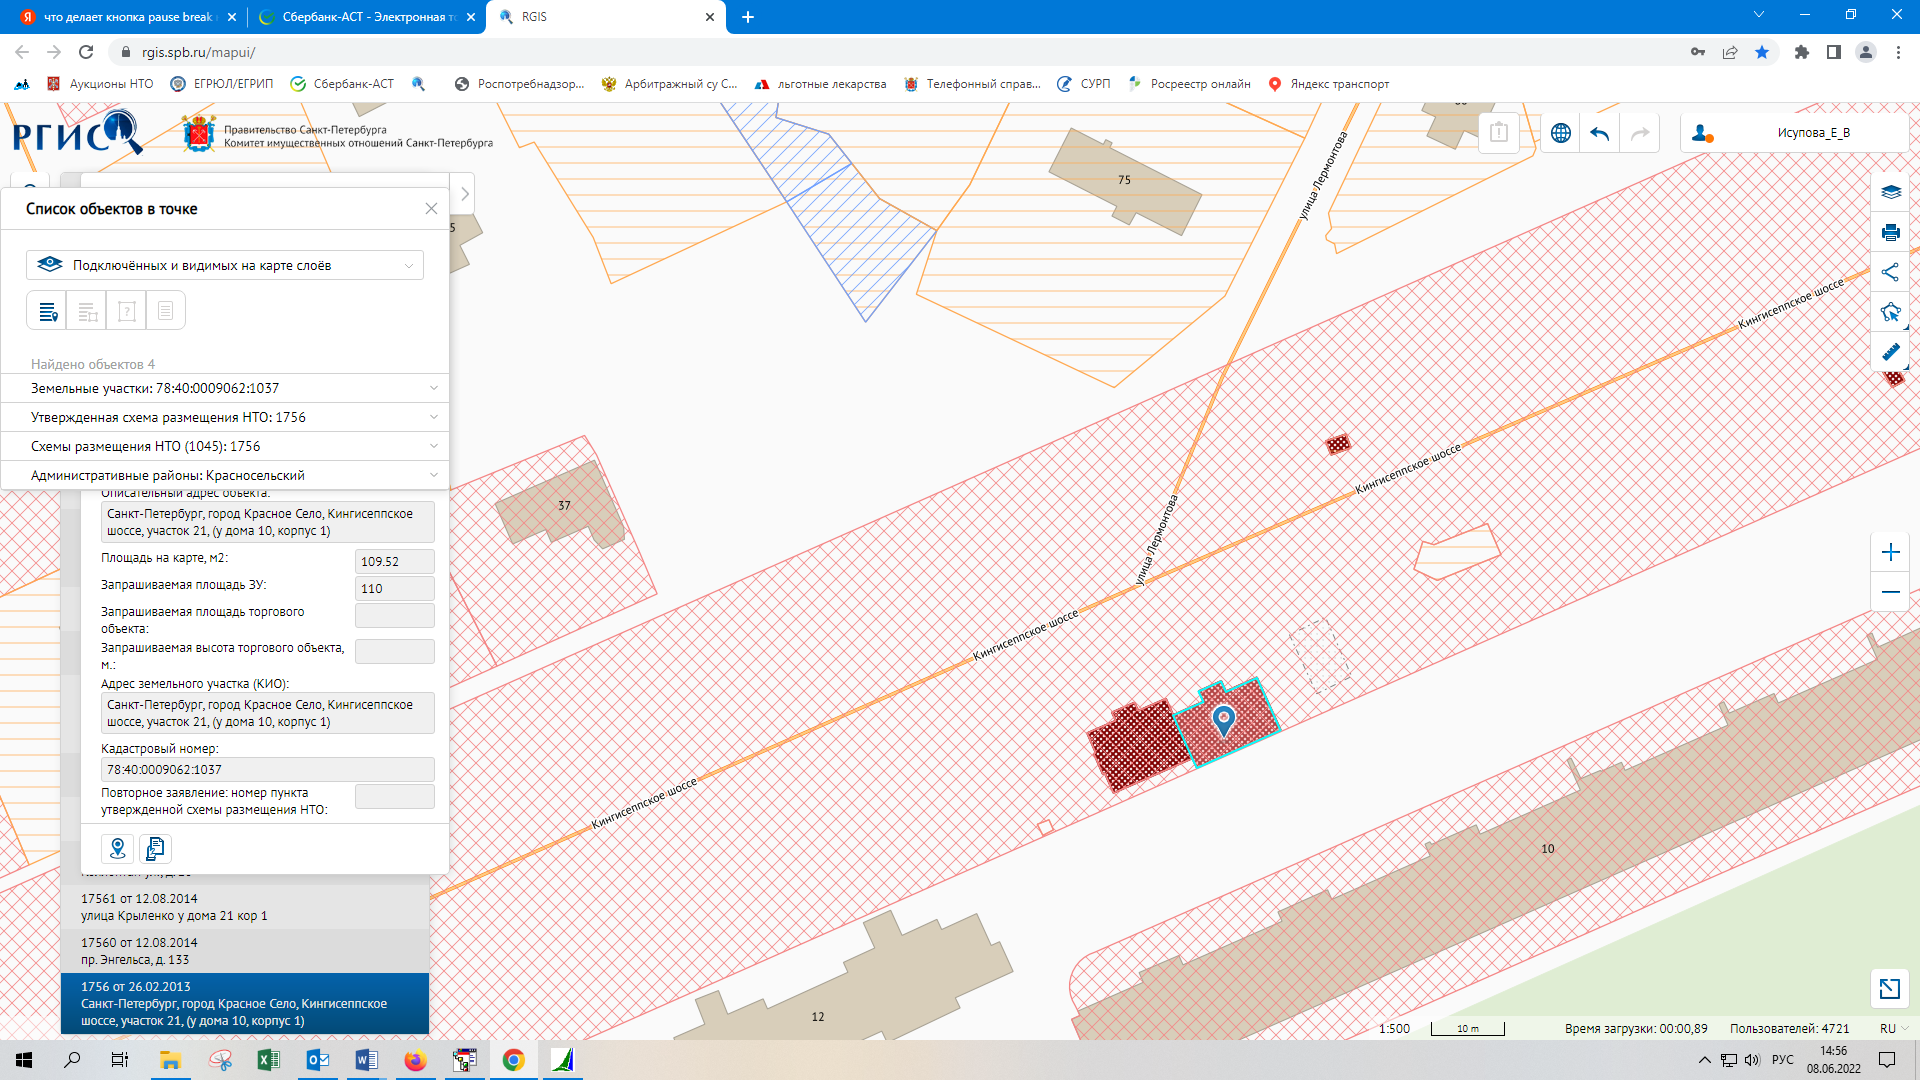 что делает кнопка pause break
Сбербанк-АСТ - Электронная то
RGIS
rgis.spb.ru/mapui/
Аукционы НТО
ЕГРЮЛ/ЕГРИП
Сбербанк-АСТ
Роспотребнадзор...
Арбитражный су С...
льготные лекарства
Телефонный справ...
СУРП
Росреестр онлайн
Яндекс транспорт
РГИС
Правительство Санкт-Петербурга
Комитет имущественных отношений Санкт-Петербурга
Исупова_Е_В
Список объектов в точке
Подключённых и видимых на карте слоёв
Найдено объектов 4
Земельные участки: 78:40:0009062:1037
Утвержденная схема размещения НТО: 1756
Схемы размещения НТО (1045): 1756
Административные районы: Красносельский
Описательный адрес объекта:
Санкт-Петербург, город Красное Село, Кингисеппское
шоссе, участок 21, (у дома 10, корпус 1)
Площадь на карте, м2:
109.52
Запрашиваемая площадь ЗУ:
110
Запрашиваемая площадь торгового
объекта:
Запрашиваемая высота торгового объекта,
м.:
Адрес земельного участка (КИО):
Санкт-Петербург, город Красное Село, Кингисеппское
шоссе, участок 21, (у дома 10, корпус 1)
Кадастровый номер:
78:40:0009062:1037
Повторное заявление: номер пункта
утвержденной схемы размещения НТО:
17561 от 12.08.2014
улица Крыленко у дома 21 кор 1
17560 от 12.08.2014
пр. Энгельса, д. 133
1756 от 26.02.2013
Санкт-Петербург, город Красное Село, Кингисеппское
шоссе, участок 21, (у дома 10, корпус 1)
75
улица Лермонтова
Кингисеппское шоссе
5
37
Кингисеппское шоссе
улица Лермонтова
Кингисеппское шоссе
Кингисеппское шоссе
10
12
1:500
10 m
Время загрузки: 00:00,89
Пользователей: 4721
RU
РУС
14:56
08.06.2022